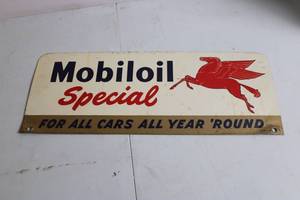 Mobiloil
Special
FOR ALL CARS ALL YEAR 'ROUND